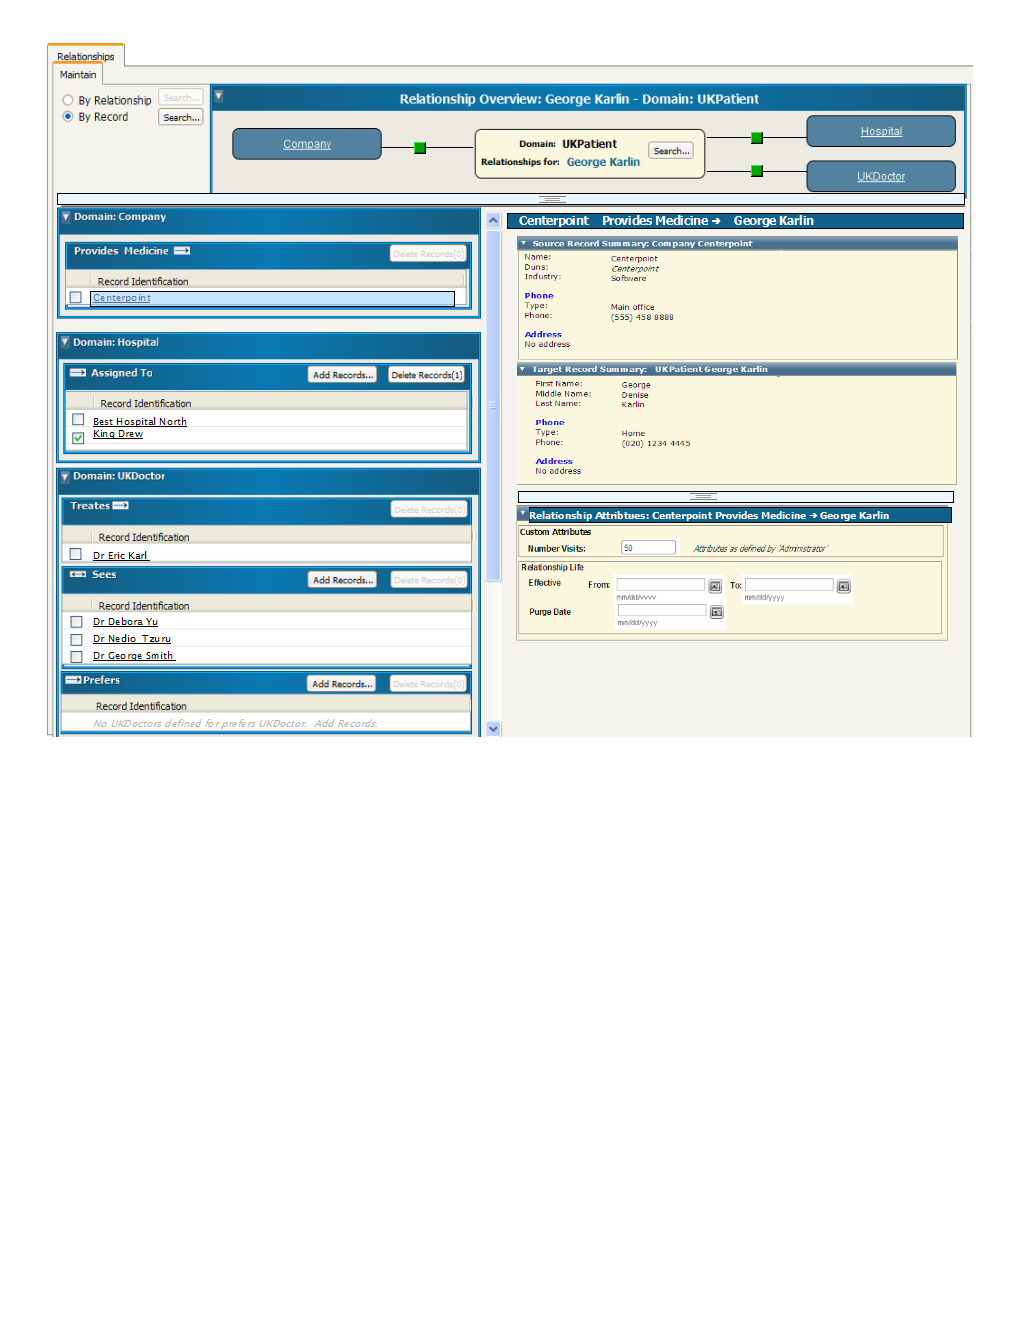 Relationships
Maintain
By Relationship Search...
By Record Search...
Relationship Overview: George Karlin - Domain: UKPatient
Company
Domain: UKPatient
Relationships for: George Karlin
Search...
Hospital
UKDoctor
Domain: Company
Provides Medicine Delete Records(0)
Record Identification
Centerpoint
Domain: Hospital
Assigned To Add Records... Delete Records(1)
Record Identification
Best Hospital North
King Drew
Domain: UKDoctor
Treates Delete Records(0)
Record Identification
Dr Eric Karl
Sees Add Records... Delete Records(0)
Record Identification
Dr Debora Yu
Dr Nedio Tzuru
Dr George Smith
Prefers Add Records... Delete Records(0)
Record Identification
No UKDoctors defined for prefers UKDoctor. Add Records.
Centerpoint Provides Medicine ➔ George Karlin
Source Record Summary: Company Centerpoint
Name: Centerpoint
Duns: Centerpoint
Industry: Software
Phone
Type: Main office
Phone: (555) 458 8888
Address
No address
Target Record Summary: UKPatient George Karlin
First Name: George
Middle Name: Denise
Last Name: Karlin
Phone
Type: Home
Phone: (020) 1234 4445
Address
No address
Relationship Attribtues: Centerpoint Provides Medicine ➔ George Karlin
Custom Attributes
Number Visits: 50 Attributes as defined by 'Administrator'
Relationship Life
Effective From: To:
mm/dd/yyyy mm/dd/yyyy
Purge Date
mm/dd/yyyy